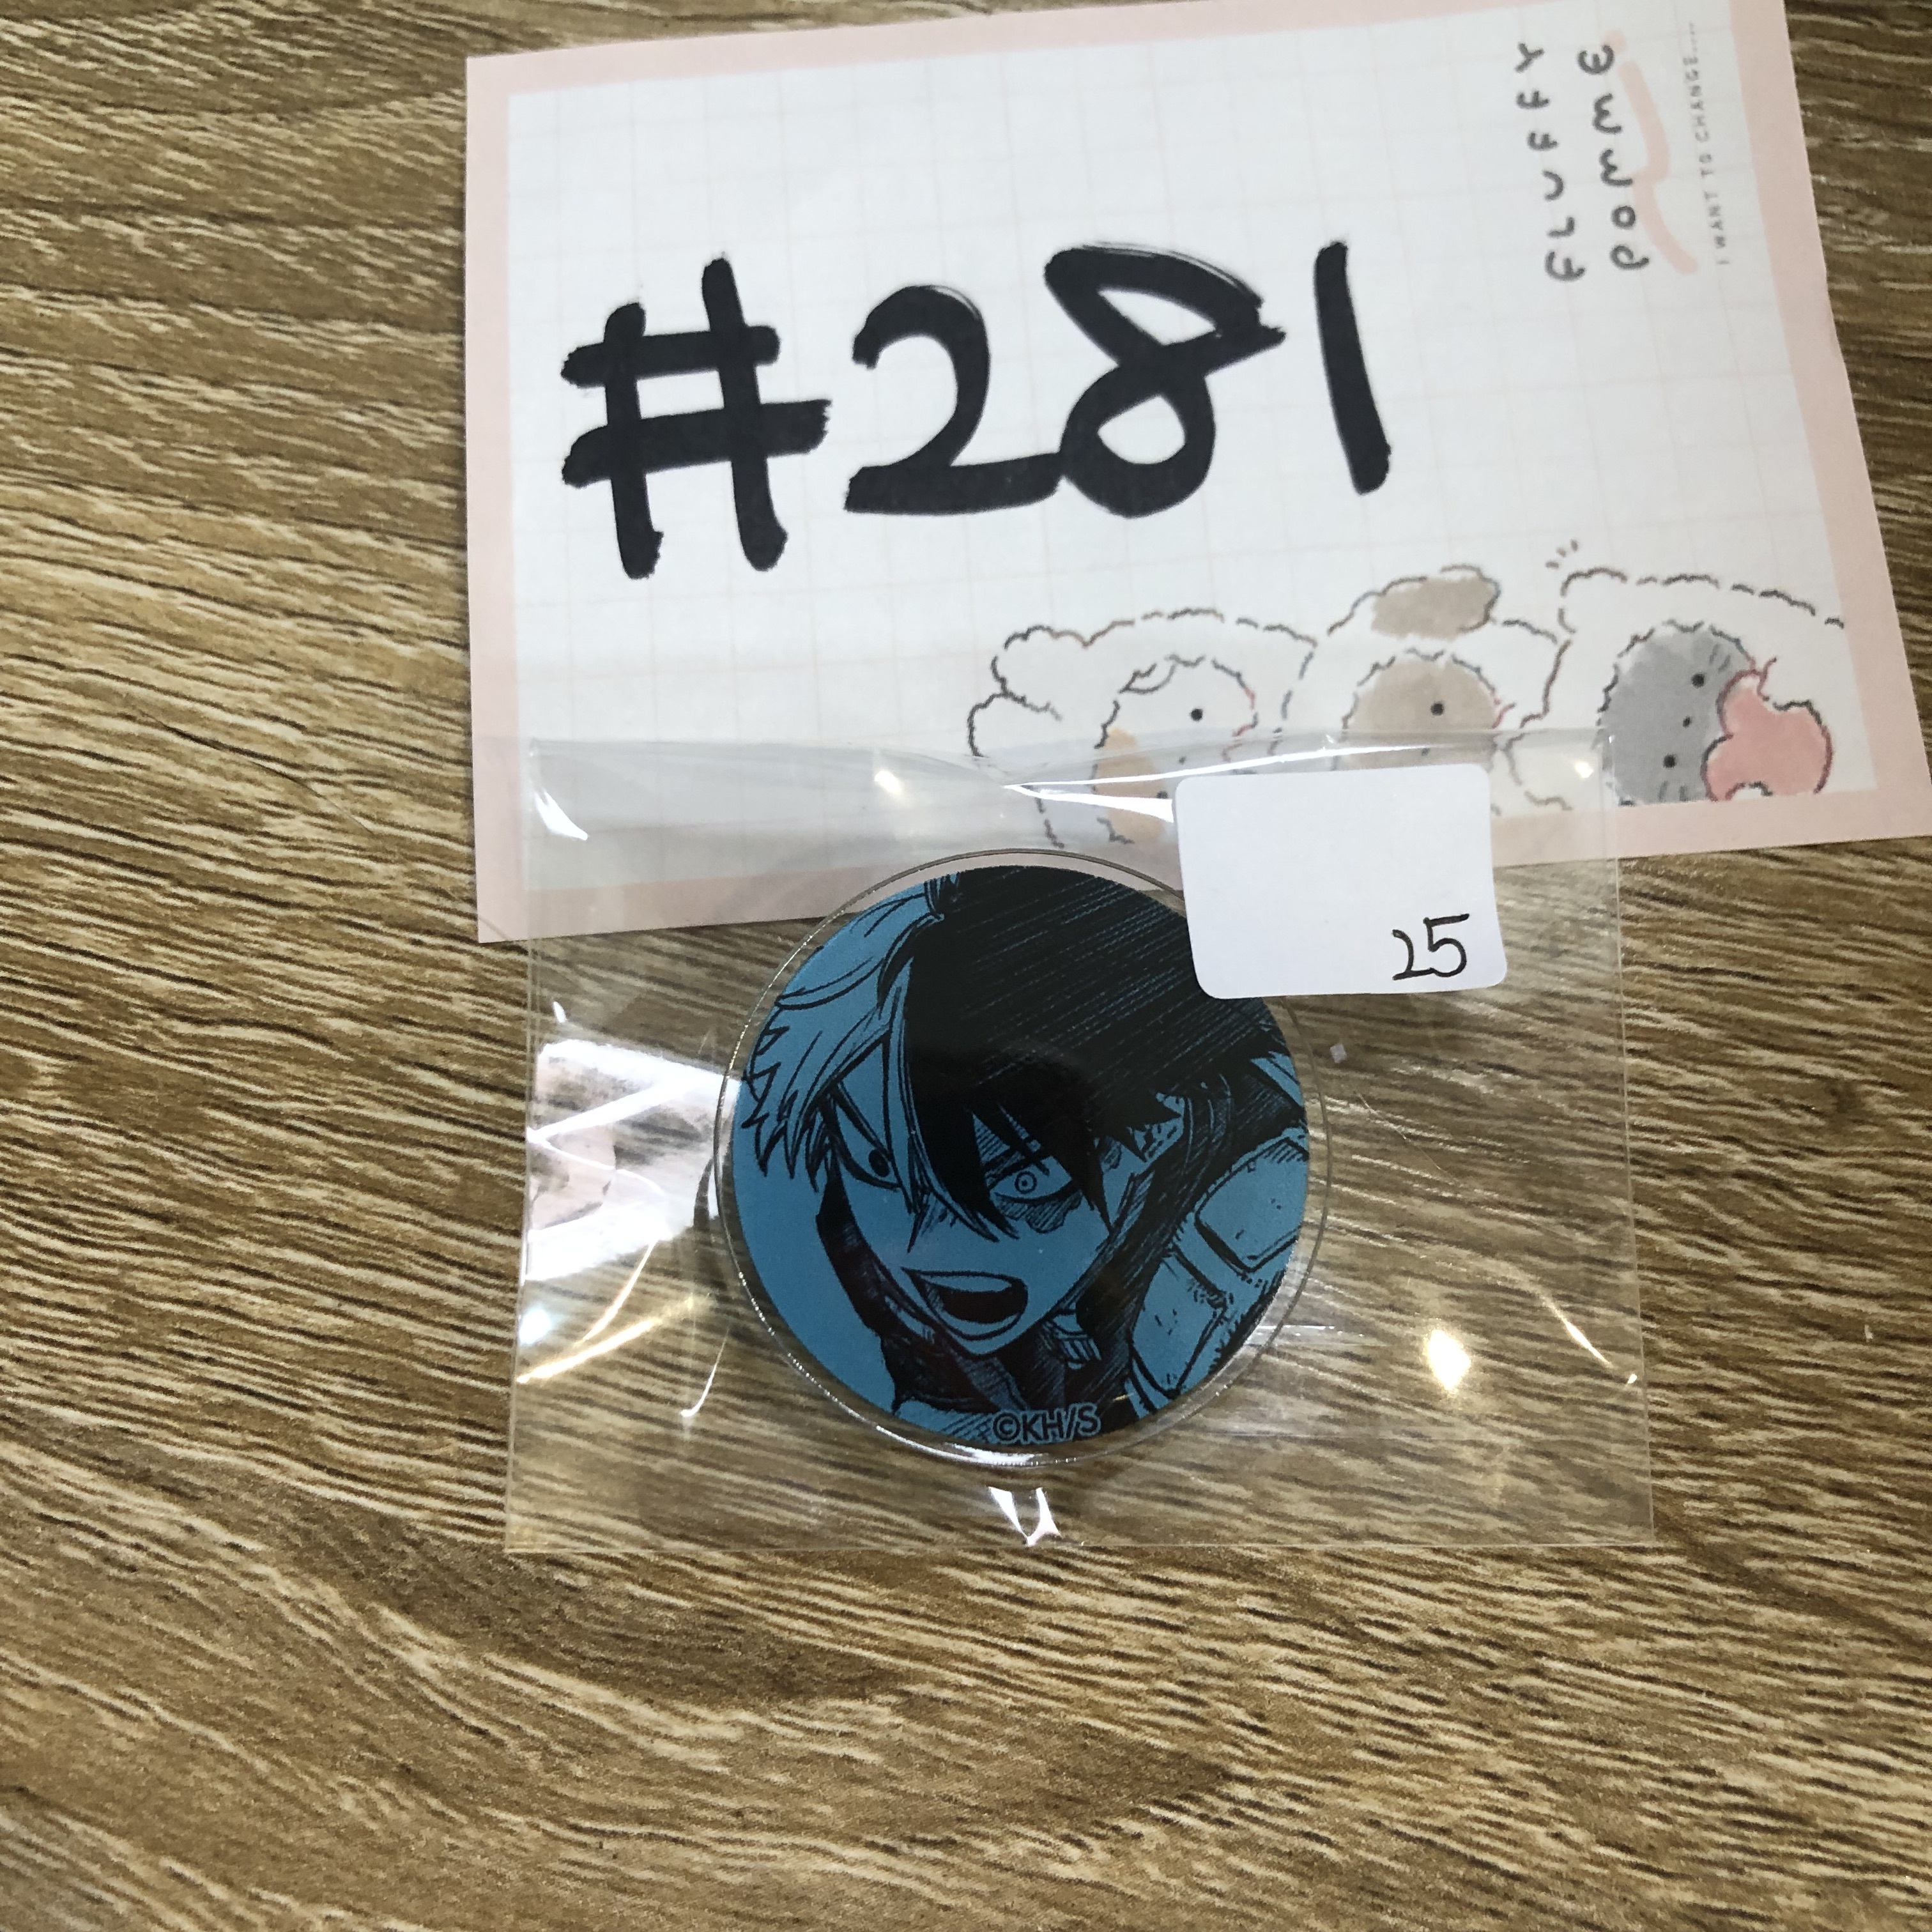 #281
FLUFFY
POMME
I WANT TO CHANGE....
25
©KH/S